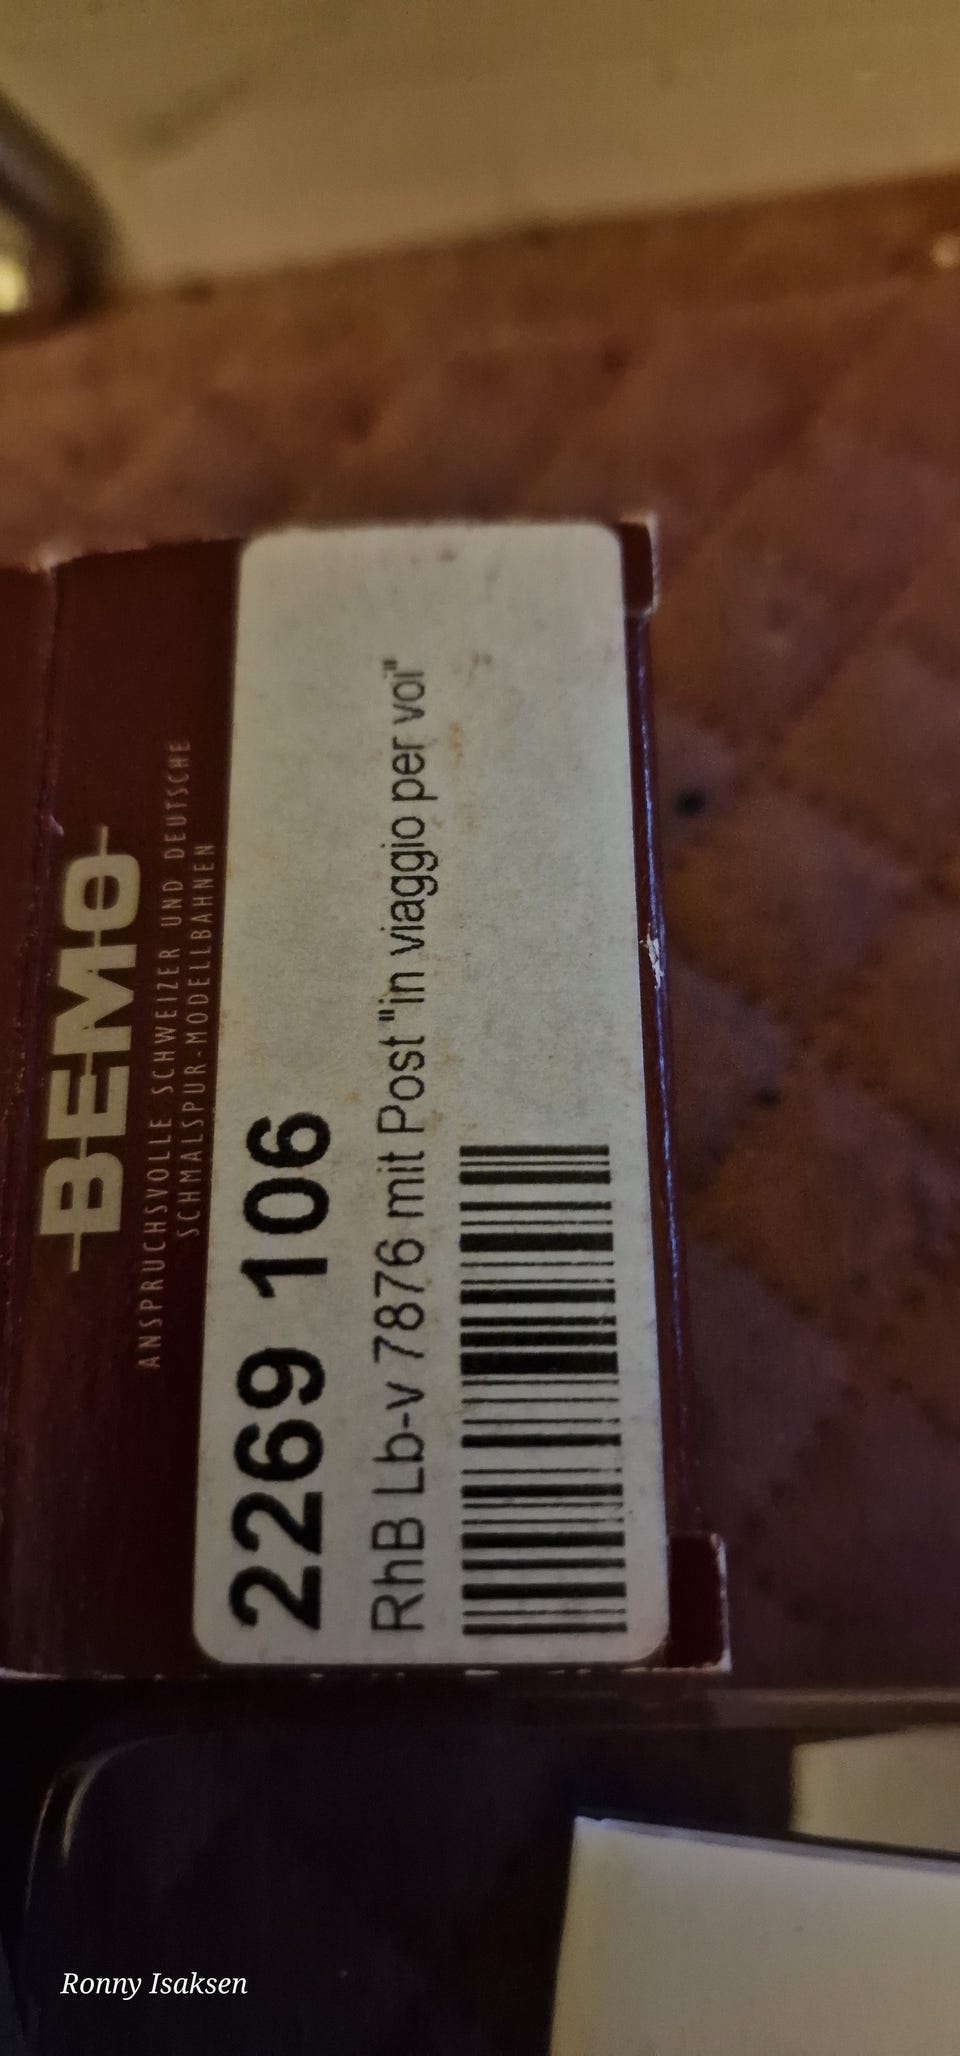 BEMO
ANSPRUCHSVOLLE SCHWEIZER UND DEUTSCHE
SCHMALSPUR-MODELLBAHNEN
2269 106
RhB Lb-v 7876 mit Post "in viaggio per voi"
Ronny Isaksen